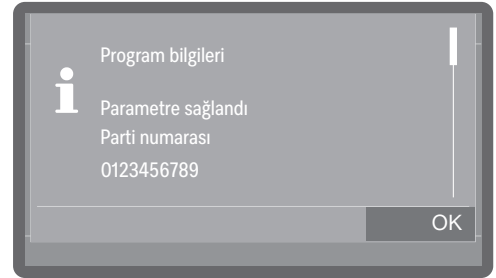 Program bilgileri
Parametre sağlandı
Parti numarası
0123456789
OK